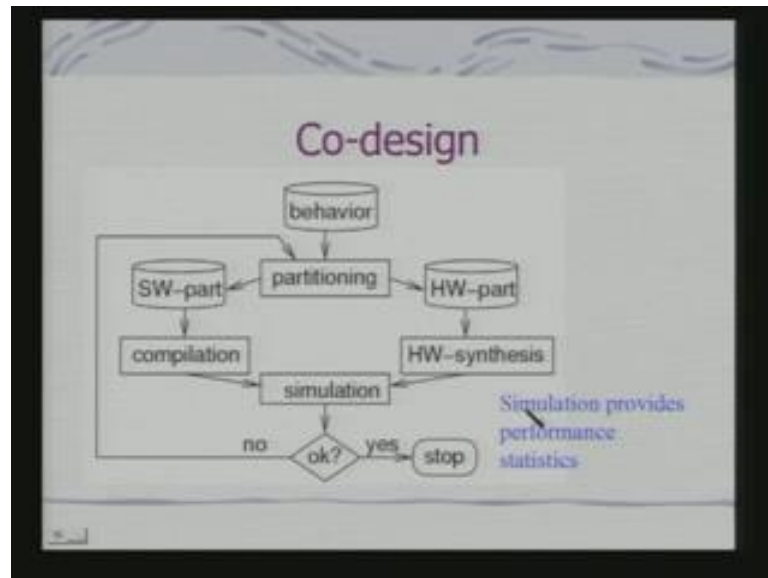 Co-design
behavior
partitioning
SW-part
HW-part
compilation
HW-synthesis
simulation
Simulation provides
performance
statistics
no
ok?
yes
stop